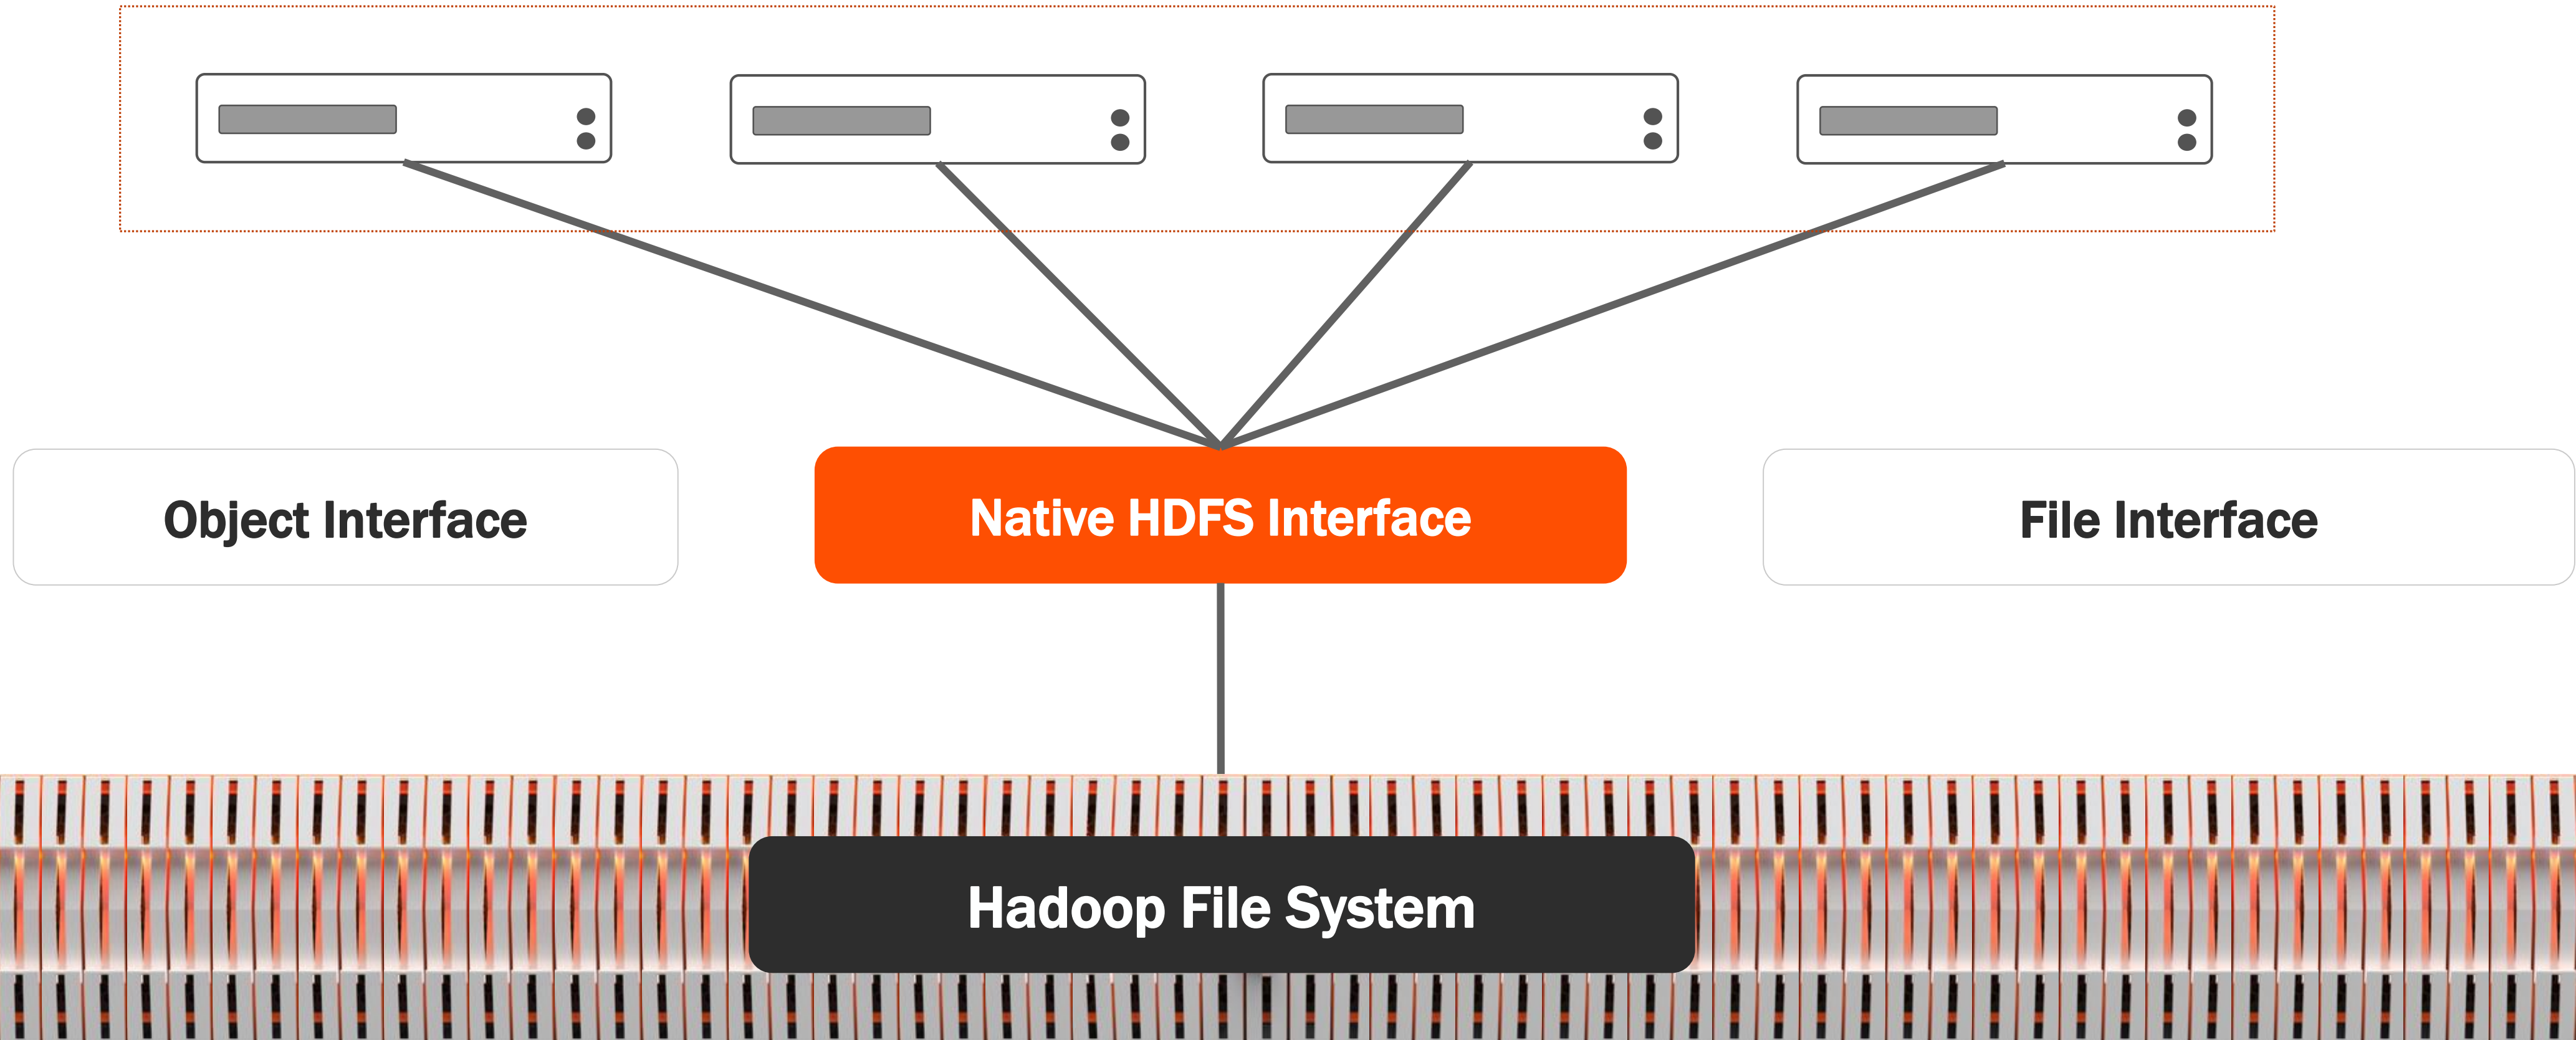 Object Interface
Native HDFS Interface
File Interface
Hadoop File System